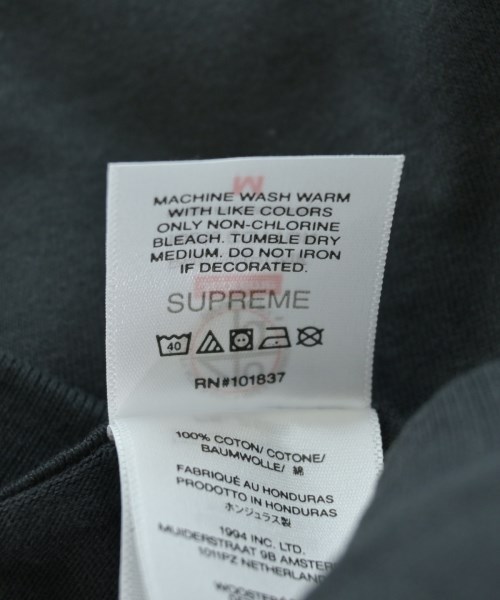 MACHINE WASH WARM
WITH LIKE COLORS
ONLY NON-CHLORINE
BLEACH. TUMBLE DRY
MEDIUM. DO NOT IRON
IF DECORATED.
SUPREME
40
RN#101837
100% COTTON/ COTONE/
BAUMWOLLE/ 綿
FABRIQUÉ AU HONDURAS
PRODOTTO IN HONDURAS
ホンジュラス製
1994 INC. LTD.
MUIDERSTRAAT 9B AMSTER
1011PZ NETHERLAN